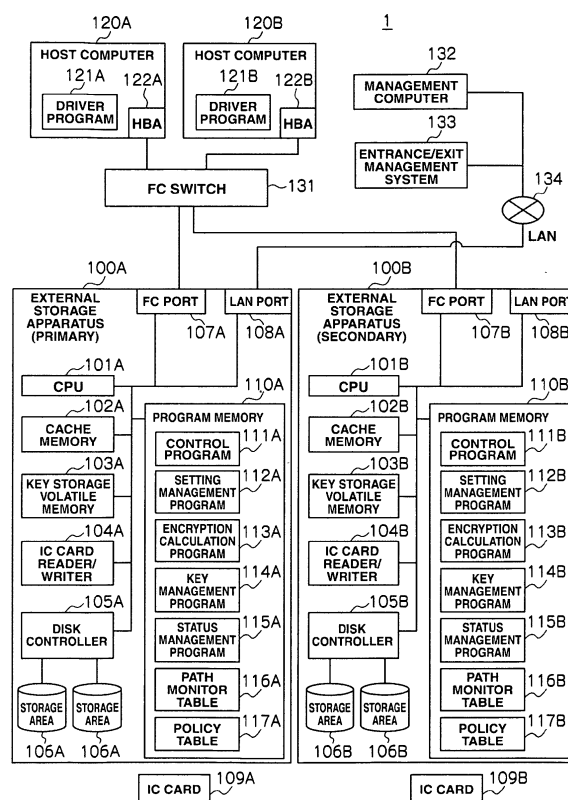 120A
120B
1
HOST COMPUTER
HOST COMPUTER
132
121A
122A
121B
122B
MANAGEMENT
COMPUTER
DRIVER
PROGRAM
HBA
DRIVER
PROGRAM
HBA
133
ENTRANCE/EXIT
MANAGEMENT
SYSTEM
134
FC SWITCH
131
LAN
100A
100B
EXTERNAL
STORAGE
APPARATUS
(PRIMARY)
FC PORT
LAN PORT
107A
108A
EXTERNAL
STORAGE
APPARATUS
(SECONDARY)
FC PORT
LAN PORT
107B
108B
101A
CPU
110A
102A
CACHE
MEMORY
PROGRAM MEMORY
111A
CONTROL
PROGRAM
103A
KEY STORAGE
VOLATILE
MEMORY
112A
SETTING
MANAGEMENT
PROGRAM
104A
IC CARD
READER/
WRITER
113A
ENCRYPTION
CALCULATION
PROGRAM
114A
KEY
MANAGEMENT
PROGRAM
105A
DISK
CONTROLLER
115A
STATUS
MANAGEMENT
PROGRAM
116A
PATH
MONITOR
TABLE
STORAGE
AREA
STORAGE
AREA
106A
106A
117A
POLICY
TABLE
101B
CPU
110B
102B
CACHE
MEMORY
PROGRAM MEMORY
111B
CONTROL
PROGRAM
103B
KEY STORAGE
VOLATILE
MEMORY
112B
SETTING
MANAGEMENT
PROGRAM
104B
IC CARD
READER/
WRITER
113B
ENCRYPTION
CALCULATION
PROGRAM
114B
KEY
MANAGEMENT
PROGRAM
105B
DISK
CONTROLLER
115B
STATUS
MANAGEMENT
PROGRAM
116B
PATH
MONITOR
TABLE
STORAGE
AREA
STORAGE
AREA
106B
106B
117B
POLICY
TABLE
IC CARD
109A
IC CARD
109B